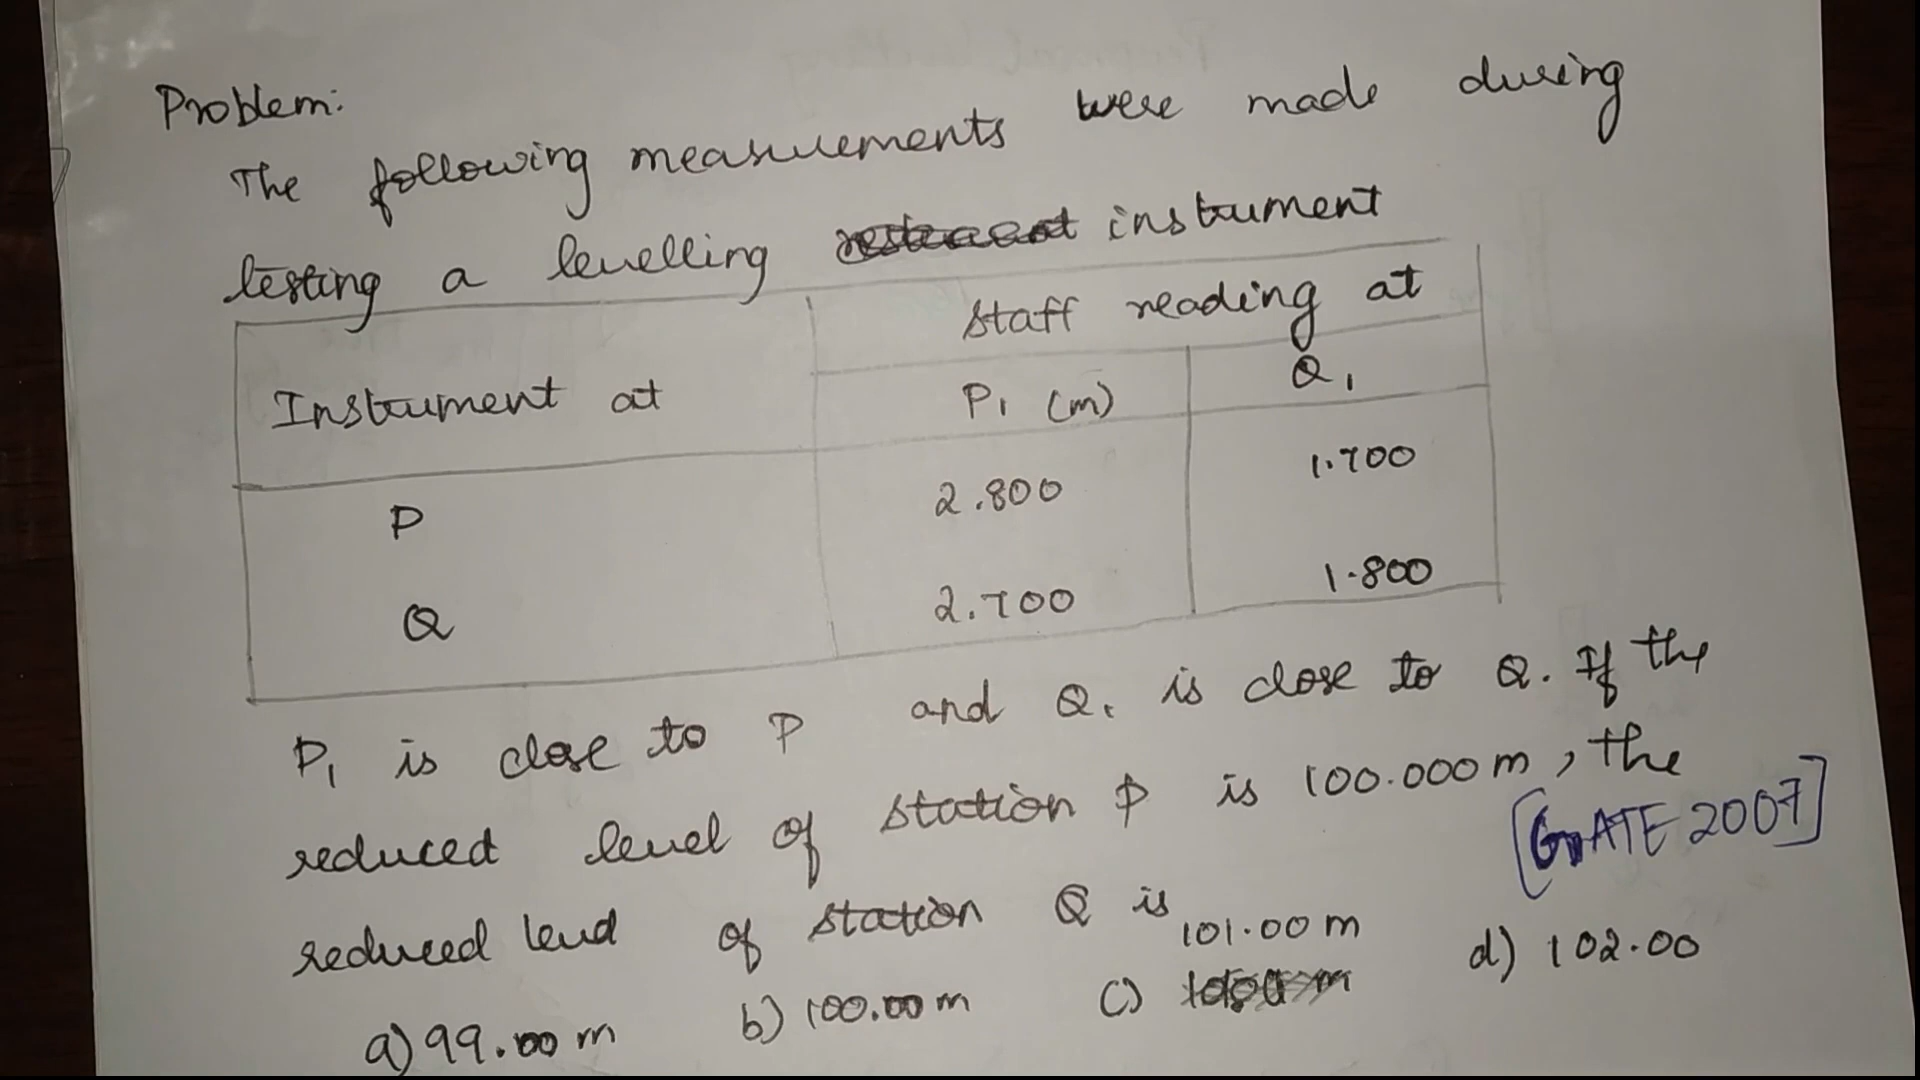 Problem:
The following measurements were made during
testing a levelling instrument
Staff reading at
Instrument at P1 (m) Q1
P 2.800 1.700
Q 2.700 1.800
P1 is close to P and Q1 is close to Q. If the
reduced level of station P is 100.000 m, the
[GATE 2007]
reduced level of station Q is
a) 99.00 m b) 100.00 m c) 101.00 m d) 102.00